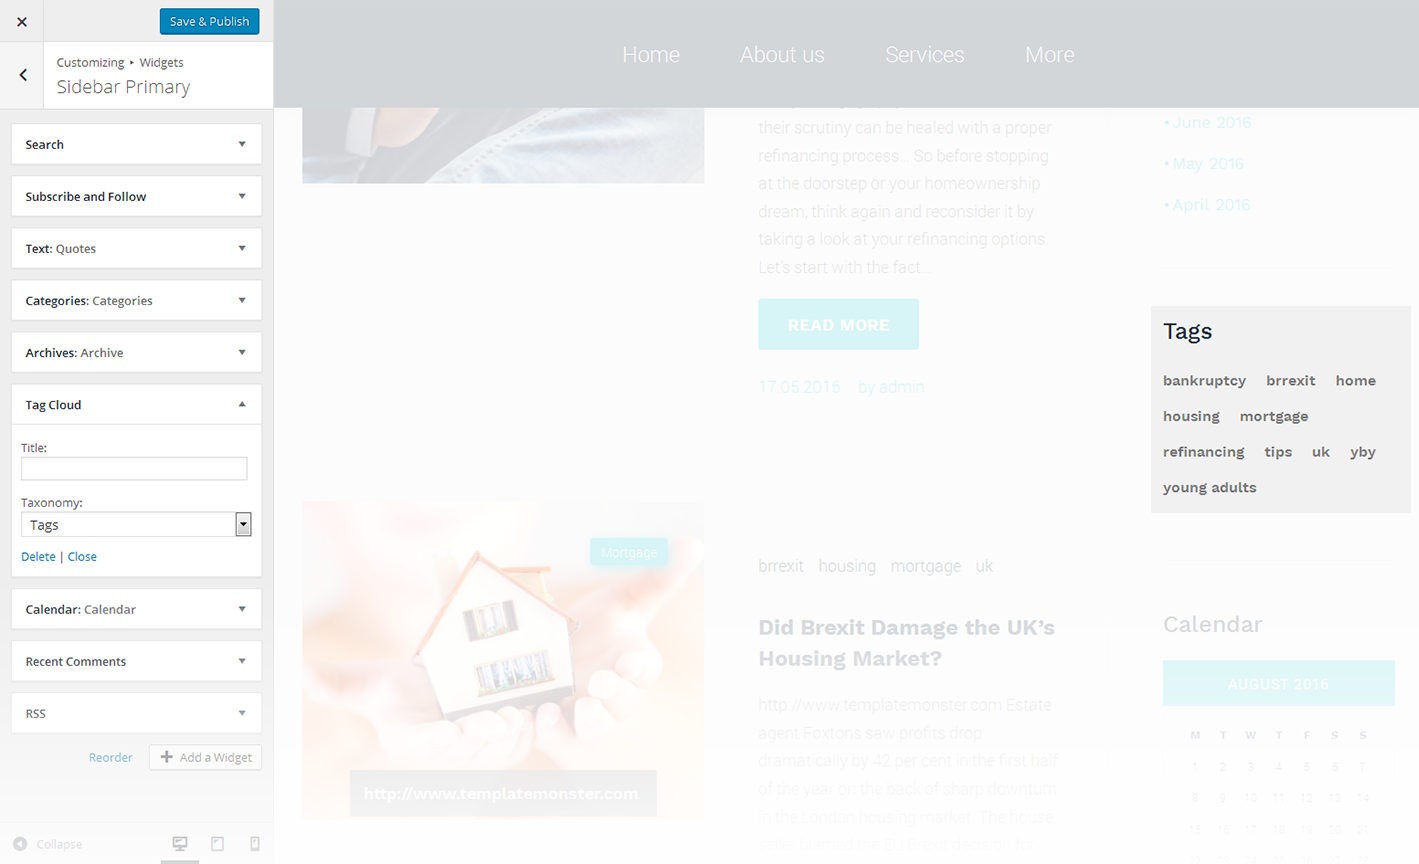 Save & Publish
Customizing ▸ Widgets
Sidebar Primary
Search
Subscribe and Follow
Text: Quotes
Categories: Categories
Archives: Archive
Tag Cloud
Title:
Taxonomy:
Tags
Delete | Close
Calendar: Calendar
Recent Comments
RSS
Reorder
Add a Widget
Collapse
Home About us Services More
their scrutiny can be healed with a proper
refinancing process… So before stopping
at the doorstep or your homeownership
dream, think again and reconsider it by
taking a look at your refinancing options.
Let's start with the fact…
READ MORE
17.05.2016 by admin
Mortgage
http://www.templatemonster.com
brrexit housing mortgage uk
Did Brexit Damage the UK's
Housing Market?
http://www.templatemonster.com Estate
agent Foxtons saw profits drop
dramatically by 42 per cent in the first half
of the year on the back of sharp downturn
in the London housing market. The house
seller blamed the EU Brexit decision for
• June 2016
• May 2016
• April 2016
Tags
bankruptcy brrexit home
housing mortgage
refinancing tips uk yby
young adults
Calendar
AUGUST 2016
M T W T F S S
1 2 3 4 5 6 7
8 9 10 11 12 13 14
15 16 17 18 19 20 21